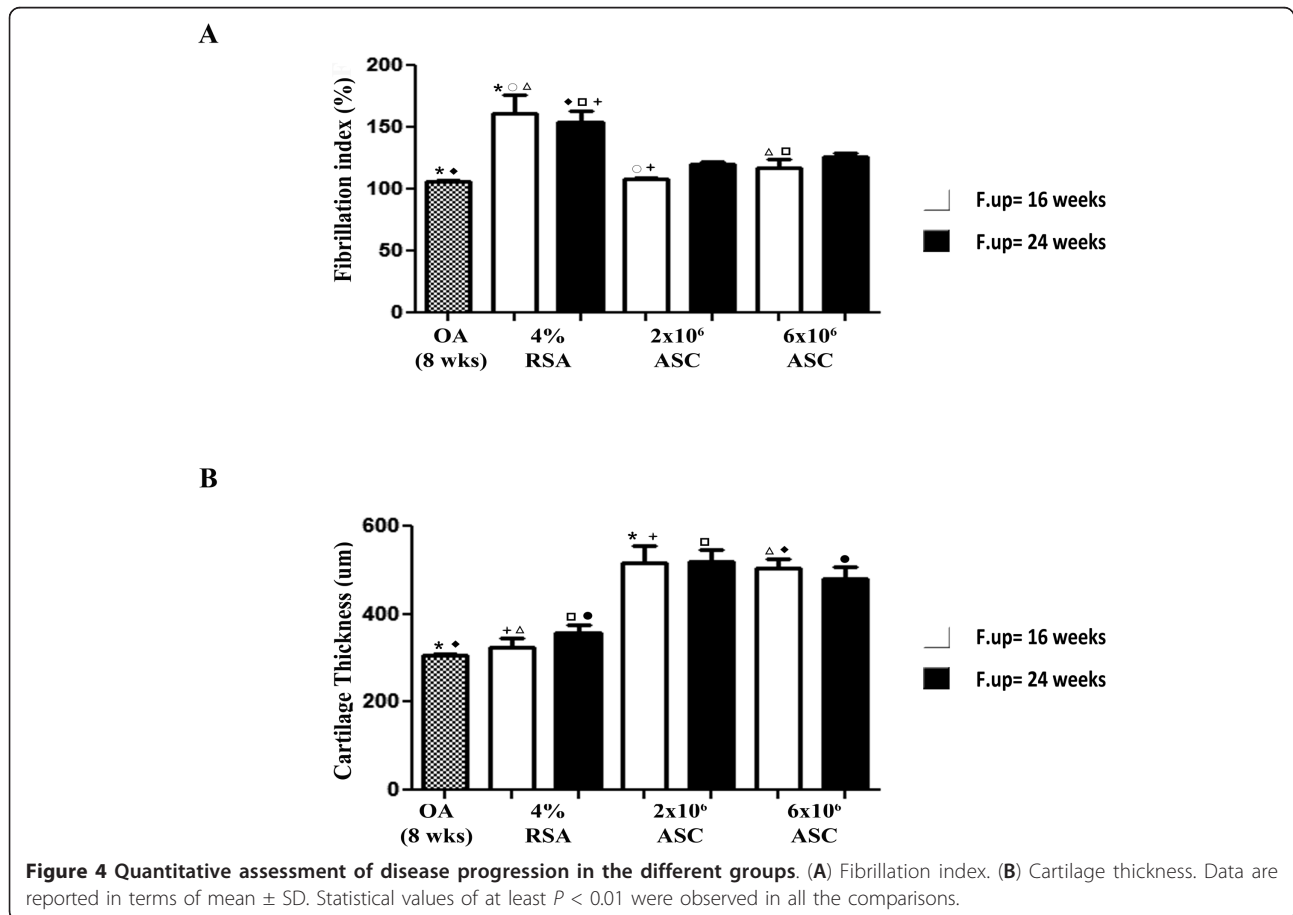 A
Fibrillation index (%)
200
150
100
50
0
* ○ △
◆ □ +
* ◆
○ +
△ □
OA
(8 wks)
4%
RSA
2x10⁶
ASC
6x10⁶
ASC
F.up= 16 weeks
F.up= 24 weeks
B
Cartilage Thickness (um)
600
400
200
0
* +
□
△ ◆
●
□ ●
+ △
* ◆
OA
(8 wks)
4%
RSA
2x10⁶
ASC
6x10⁶
ASC
F.up= 16 weeks
F.up= 24 weeks
Figure 4 Quantitative assessment of disease progression in the different groups. (A) Fibrillation index. (B) Cartilage thickness. Data are
reported in terms of mean ± SD. Statistical values of at least P < 0.01 were observed in all the comparisons.